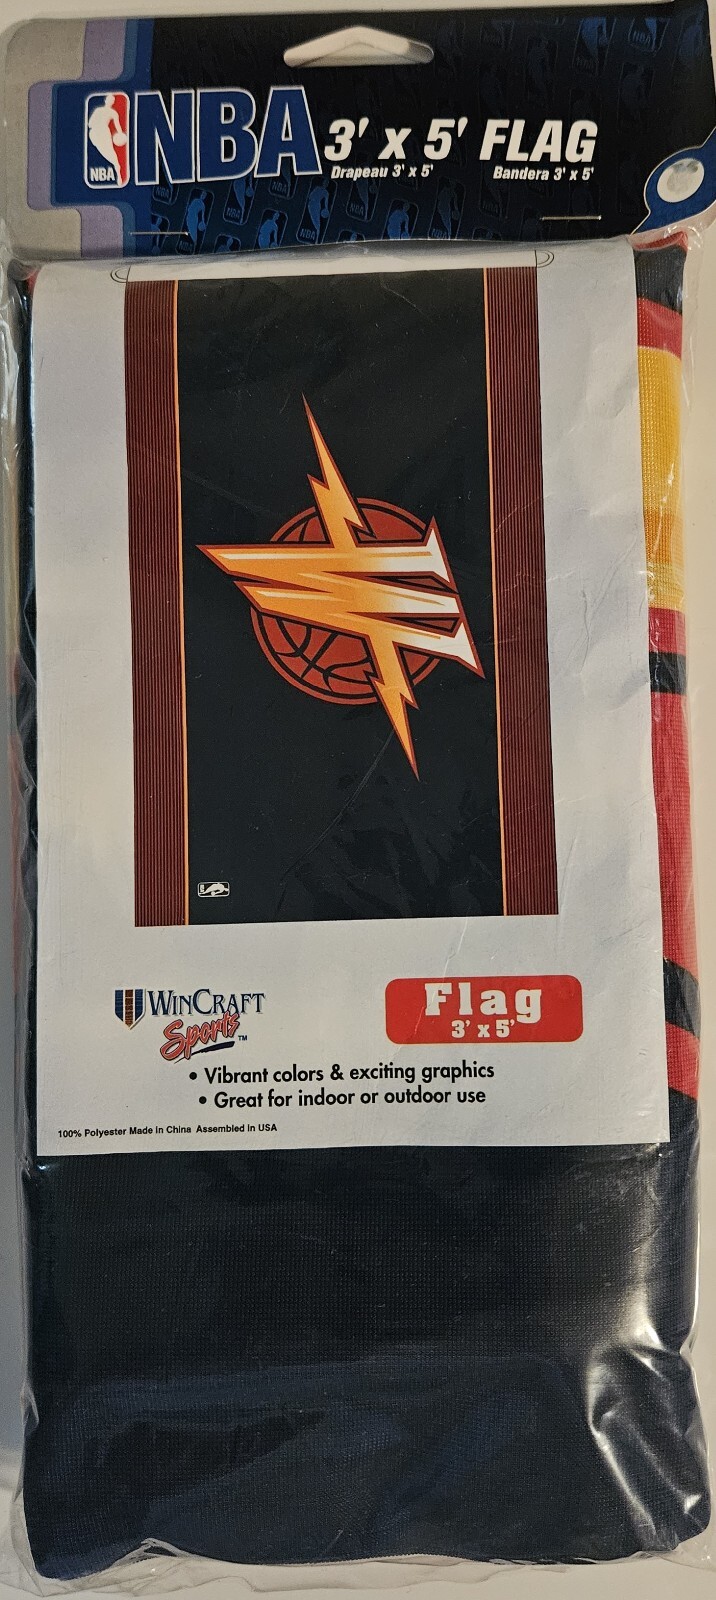 NBA 3' x 5' FLAG
NBA
Drapeau 3' x 5' Bandera 3' x 5'
WINCRAFT
Sports™
Flag
3' x 5'
• Vibrant colors & exciting graphics
• Great for indoor or outdoor use
100% Polyester Made in China Assembled in USA